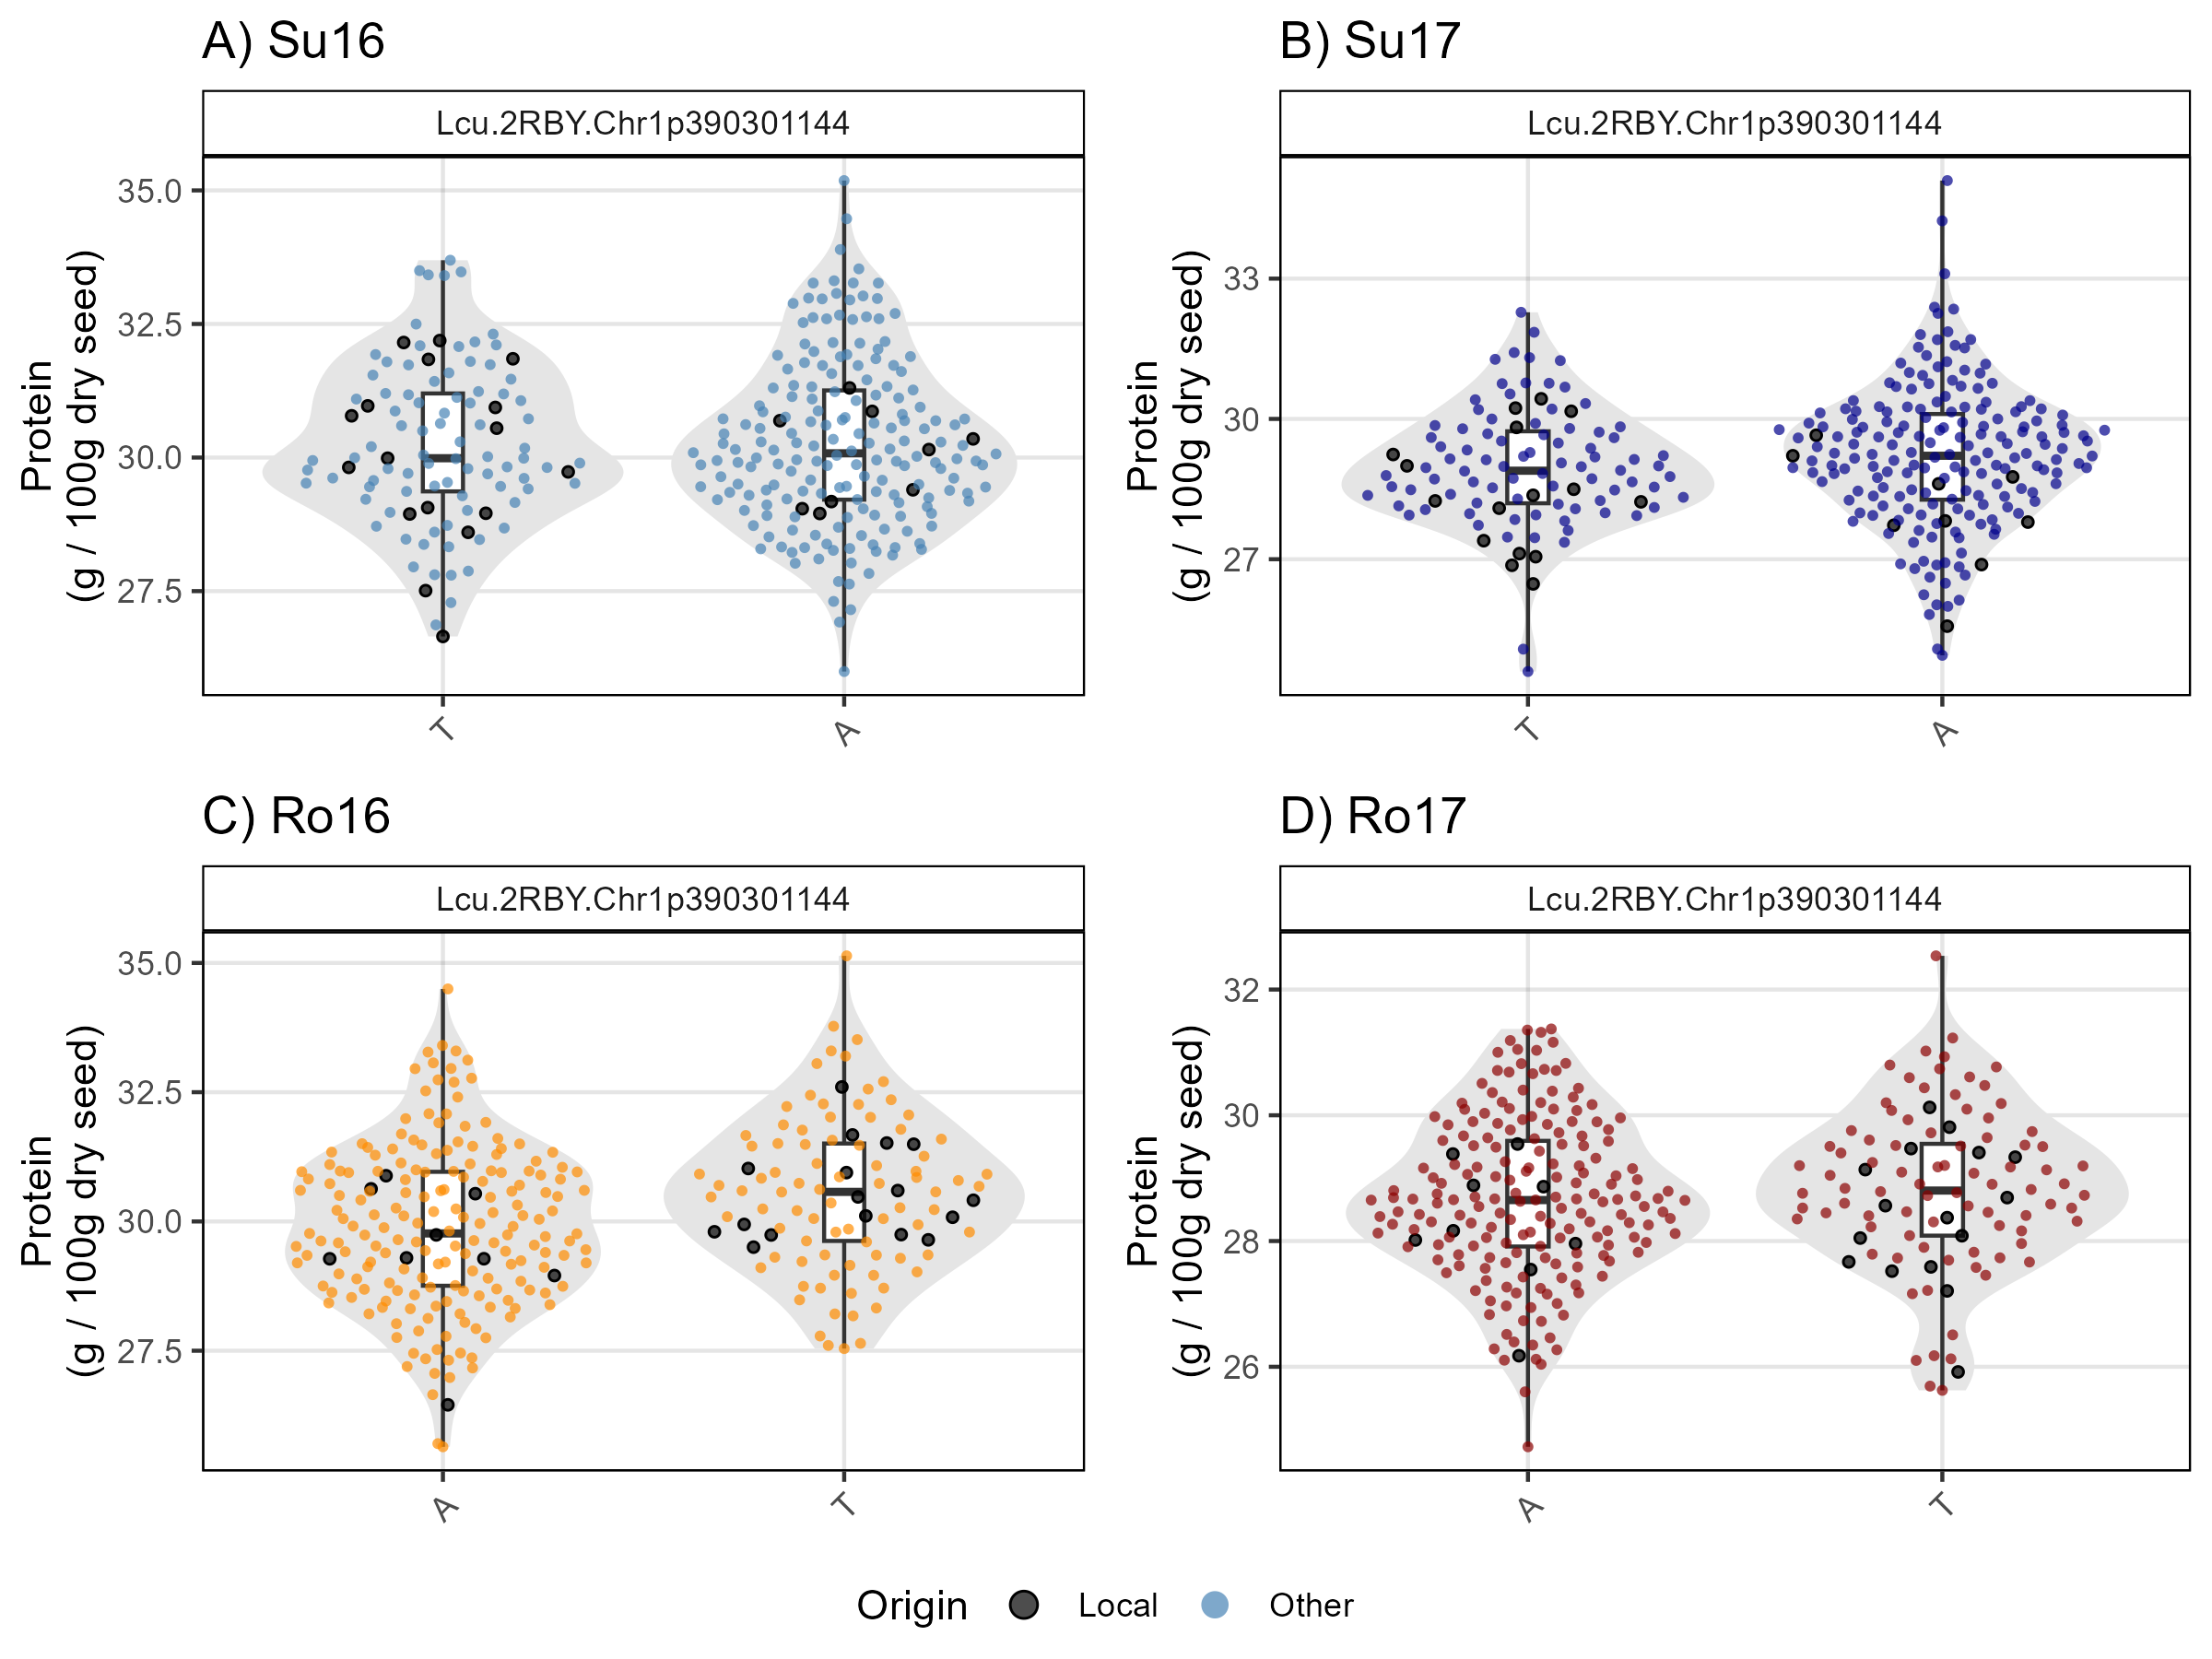 A) Su16
Lcu.2RBY.Chr1p390301144
Protein
(g / 100g dry seed)
35.0
32.5
30.0
27.5
T
A
B) Su17
Lcu.2RBY.Chr1p390301144
Protein
(g / 100g dry seed)
33
30
27
T
A
C) Ro16
Lcu.2RBY.Chr1p390301144
Protein
(g / 100g dry seed)
35.0
32.5
30.0
27.5
A
T
D) Ro17
Lcu.2RBY.Chr1p390301144
Protein
(g / 100g dry seed)
32
30
28
26
A
T
Origin Local Other